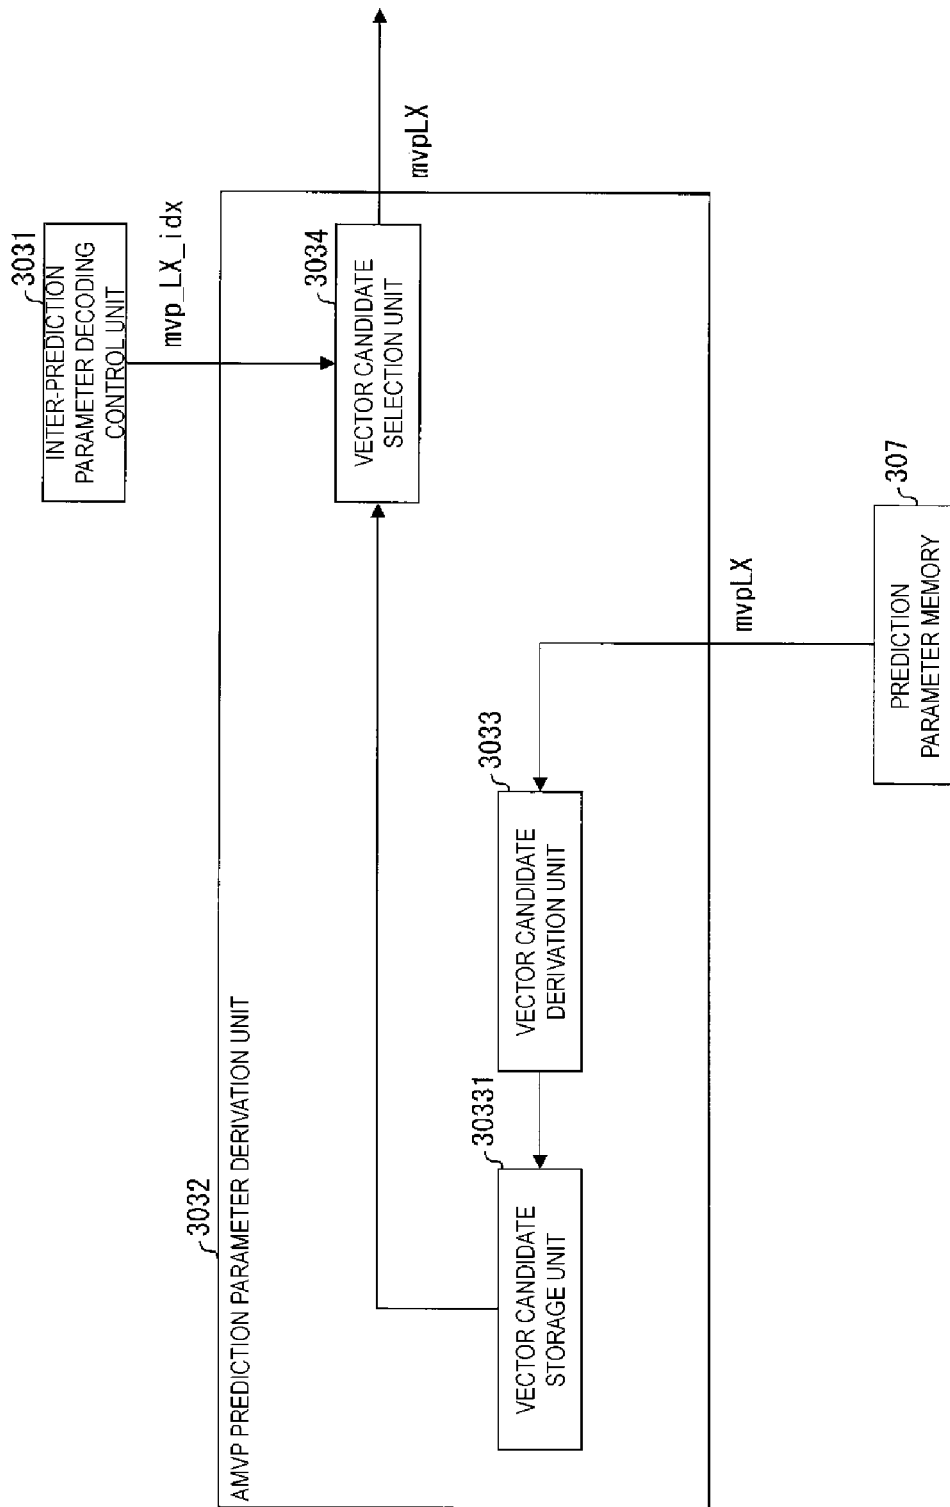 3031
INTER-PREDICTION
PARAMETER DECODING
CONTROL UNIT
mvp_LX_idx
3032
AMVP PREDICTION PARAMETER DERIVATION UNIT
3034
VECTOR CANDIDATE
SELECTION UNIT
mvpLX
30331
VECTOR CANDIDATE
STORAGE UNIT
3033
VECTOR CANDIDATE
DERIVATION UNIT
mvpLX
307
PREDICTION
PARAMETER MEMORY